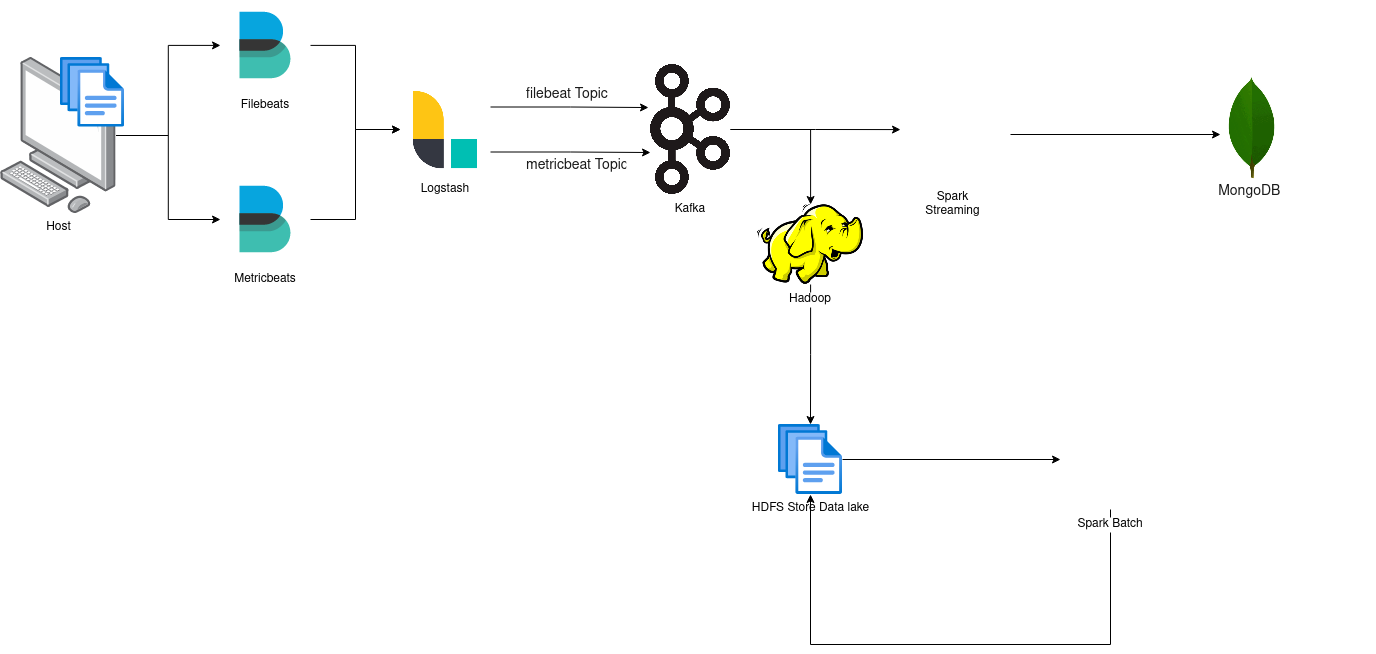 Filebeats
filebeat Topic
metricbeat Topic
Logstash
Host
Kafka
Spark
Streaming
MongoDB
Metricbeats
Hadoop
HDFS Store Data lake
Spark Batch